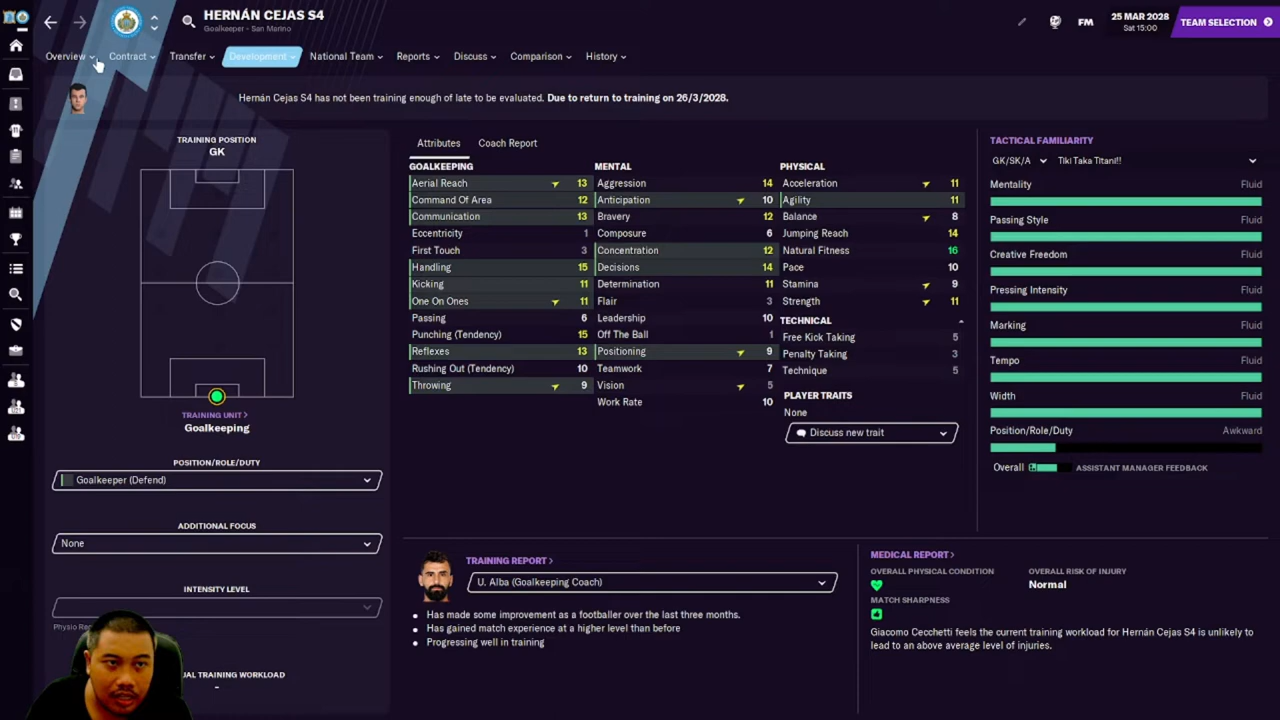 HERNÁN CEJAS S4
Goalkeeper - San Marino
FM
25 MAR 2028
Sat 15:00
TEAM SELECTION
Overview
Contract
Transfer
Development
National Team
Reports
Discuss
Comparison
History
Hernán Cejas S4 has not been training enough of late to be evaluated. Due to return to training on 26/3/2028.
TRAINING POSITION
GK
TRAINING UNIT >
Goalkeeping
POSITION/ROLE/DUTY
Goalkeeper (Defend)
ADDITIONAL FOCUS
None
INTENSITY LEVEL
Physio Re
UAL TRAINING WORKLOAD
-
Attributes
Coach Report
GOALKEEPING
Aerial Reach 13
Command Of Area 12
Communication 13
Eccentricity 1
First Touch 3
Handling 15
Kicking 11
One On Ones 11
Passing 6
Punching (Tendency) 15
Reflexes 13
Rushing Out (Tendency) 10
Throwing 9
MENTAL
Aggression 14
Anticipation 10
Bravery 12
Composure 6
Concentration 12
Decisions 14
Determination 11
Flair 3
Leadership 10
Off The Ball 1
Positioning 9
Teamwork 7
Vision 5
Work Rate 10
PHYSICAL
Acceleration 11
Agility 11
Balance 8
Jumping Reach 14
Natural Fitness 16
Pace 10
Stamina 9
Strength 11
TECHNICAL
Free Kick Taking 5
Penalty Taking 3
Technique 5
PLAYER TRAITS
None
Discuss new trait
TACTICAL FAMILIARITY
GK/SK/A
Tiki Taka Titani!!
Mentality Fluid
Passing Style Fluid
Creative Freedom Fluid
Pressing Intensity Fluid
Marking Fluid
Tempo Fluid
Width Fluid
Position/Role/Duty Awkward
Overall
ASSISTANT MANAGER FEEDBACK
TRAINING REPORT >
U. Alba (Goalkeeping Coach)
Has made some improvement as a footballer over the last three months.
Has gained match experience at a higher level than before
Progressing well in training
MEDICAL REPORT >
OVERALL PHYSICAL CONDITION
OVERALL RISK OF INJURY
Normal
MATCH SHARPNESS
Giacomo Cecchetti feels the current training workload for Hernán Cejas S4 is unlikely to
lead to an above average level of injuries.